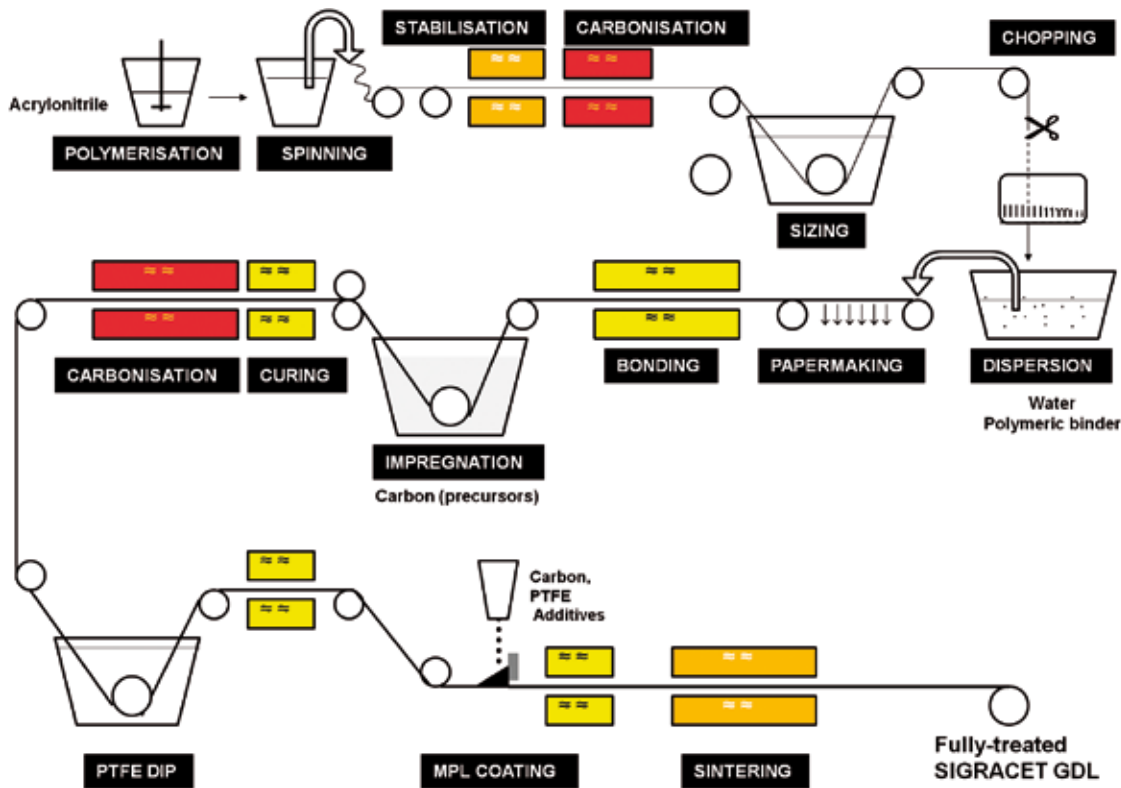 STABILISATION
CARBONISATION
CHOPPING
Acrylonitrile
POLYMERISATION
SPINNING
SIZING
CARBONISATION
CURING
BONDING
PAPERMAKING
DISPERSION
Water
Polymeric binder
IMPREGNATION
Carbon (precursors)
Carbon,
PTFE
Additives
PTFE DIP
MPL COATING
SINTERING
Fully-treated
SIGRACET GDL